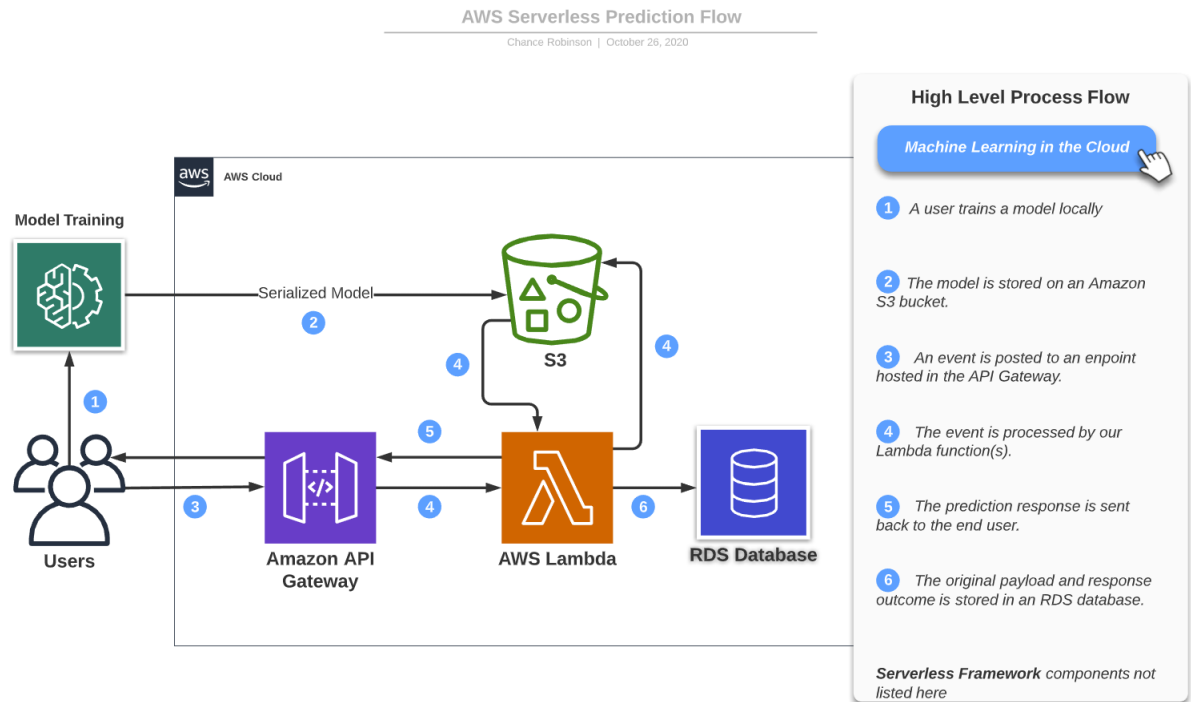 AWS Serverless Prediction Flow
Chance Robinson | October 26, 2020
High Level Process Flow
Machine Learning in the Cloud
aws
AWS Cloud
Model Training
1 A user trains a model locally
Serialized Model
2
2 The model is stored on an Amazon
S3 bucket.
S3
4
4
3 An event is posted to an enpoint
hosted in the API Gateway.
1
5
4 The event is processed by our
Lambda function(s).
3
4
6
5 The prediction response is sent
back to the end user.
Users
Amazon API
Gateway
AWS Lambda
RDS Database
6 The original payload and response
outcome is stored in an RDS database.
Serverless Framework components not
listed here